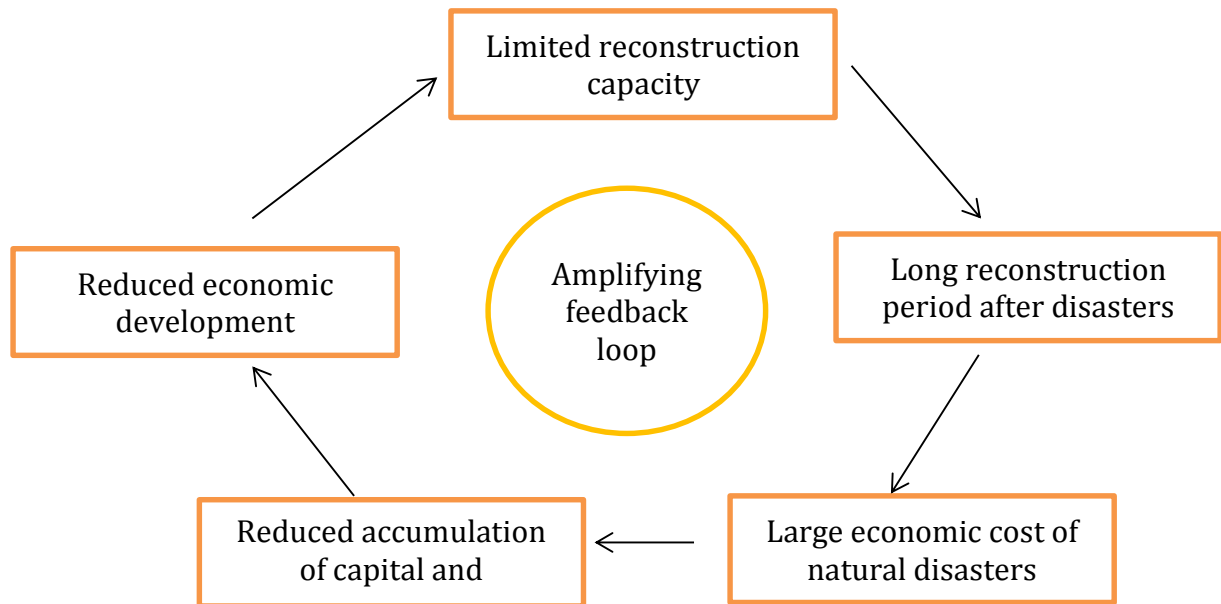 Limited reconstruction
capacity
Long reconstruction
period after disasters
Large economic cost of
natural disasters
Reduced accumulation
of capital and
Reduced economic
development
Amplifying
feedback
loop